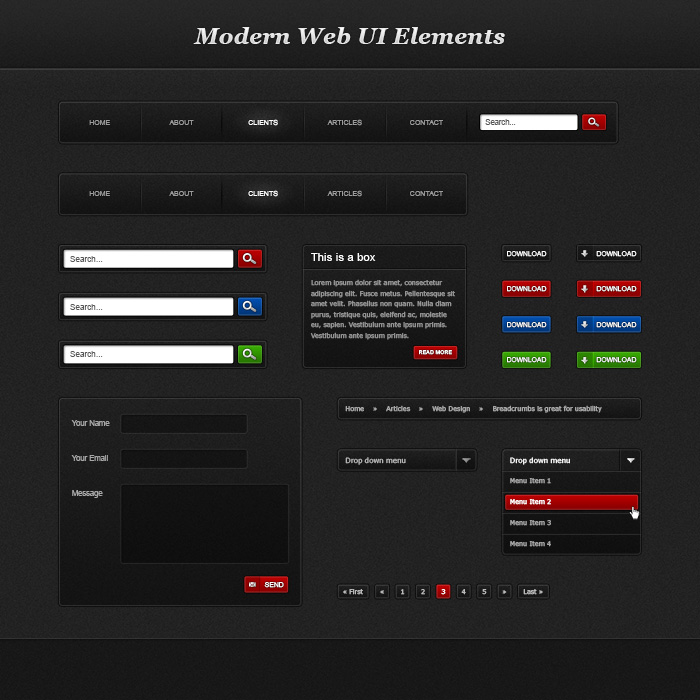 Modern Web UI Elements
HOME ABOUT CLIENTS ARTICLES CONTACT Search...
HOME ABOUT CLIENTS ARTICLES CONTACT
Search...
Search...
Search...
This is a box
Lorem ipsum dolor sit amet, consectetur
adipiscing elit. Fusce metus. Pellentesque sit
amet velit. Phasellus non quam. Nulla diam
purus, tristique quis, eleifend ac, molestie
eu, sapien. Vestibulum ante ipsum primis.
Vestibulum ante ipsum primis.
READ MORE
DOWNLOAD DOWNLOAD
DOWNLOAD DOWNLOAD
DOWNLOAD DOWNLOAD
DOWNLOAD DOWNLOAD
Your Name
Your Email
Message
SEND
Home » Articles » Web Design » Breadcrumbs is great for usability
Drop down menu
Drop down menu
Menu Item 1
Menu Item 2
Menu Item 3
Menu Item 4
« First « 1 2 3 4 5 » Last »